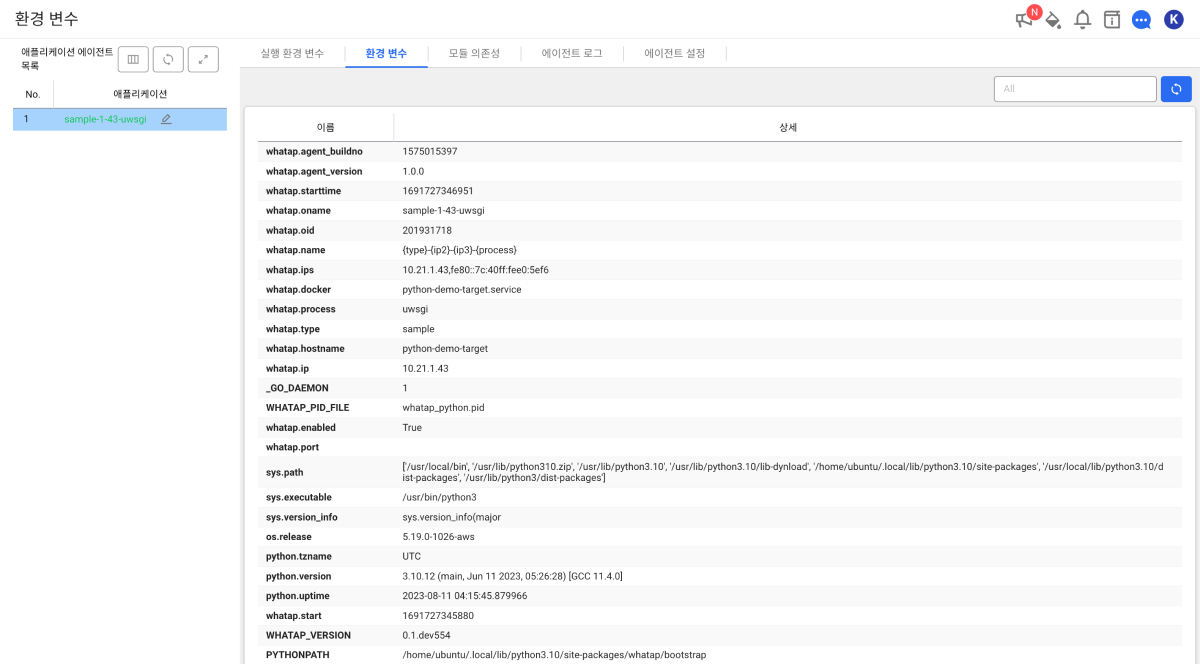 환경 변수
N
K
애플리케이션 에이전트
목록
No. 애플리케이션
1 sample-1-43-uwsgi
실행 환경 변수 환경 변수 모듈 의존성 에이전트 로그 에이전트 설정
All
이름 상세
whatap.agent_buildno 1575015397
whatap.agent_version 1.0.0
whatap.starttime 1691727346951
whatap.oname sample-1-43-uwsgi
whatap.oid 201931718
whatap.name {type}-{ip2}-{ip3}-{process}
whatap.ips 10.21.1.43,fe80::7c:40ff:fee0:5ef6
whatap.docker python-demo-target.service
whatap.process uwsgi
whatap.type sample
whatap.hostname python-demo-target
whatap.ip 10.21.1.43
_GO_DAEMON 1
WHATAP_PID_FILE whatap_python.pid
whatap.enabled True
whatap.port
sys.path ['/usr/local/bin', '/usr/lib/python310.zip', '/usr/lib/python3.10', '/usr/lib/python3.10/lib-dynload', '/home/ubuntu/.local/lib/python3.10/site-packages', '/usr/local/lib/python3.10/d
ist-packages', '/usr/lib/python3/dist-packages']
sys.executable /usr/bin/python3
sys.version_info sys.version_info(major
os.release 5.19.0-1026-aws
python.tzname UTC
python.version 3.10.12 (main, Jun 11 2023, 05:26:28) [GCC 11.4.0]
python.uptime 2023-08-11 04:15:45.879966
whatap.start 1691727345880
WHATAP_VERSION 0.1.dev554
PYTHONPATH /home/ubuntu/.local/lib/python3.10/site-packages/whatap/bootstrap